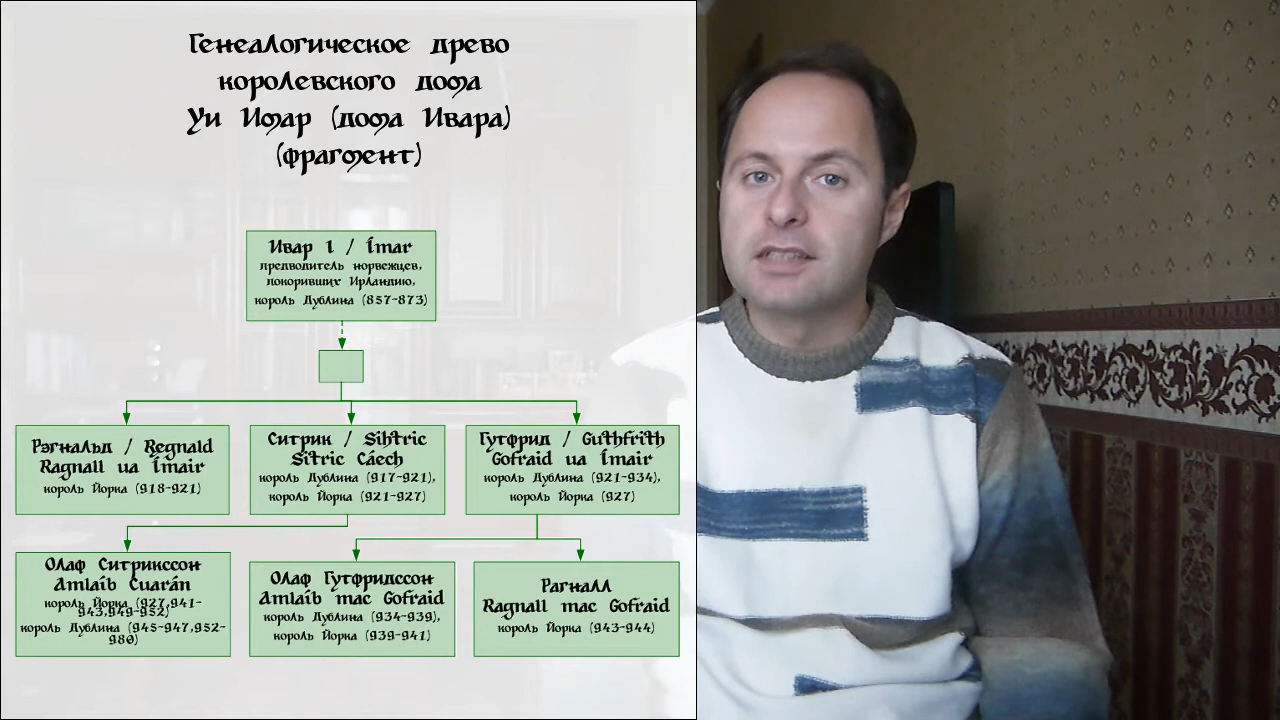 Генеалогическое древо
королевского дома
Уи Имар (дома Ивара)
(фрагмент)
Ивар I / Ímar
предводитель норвежцев,
покоривших Ирландию,
король Дублина (857-873)
Рэгнальд / Regnald
Ragnall ua Ímair
король Йорка (918-921)
Ситрик / Sihtric
Sitric Cáech
король Дублина (917-921),
король Йорка (921-927)
Гутфрид / Guthfrith
Gofraid ua Ímair
король Дублина (921-934),
король Йорка (927)
Олаф Ситрикссон
Amlaíb Cuarán
король Йорка (927,941-
943,949-952)
король Дублина (945-947,952-
980)
Олаф Гутфридссон
Amlaíb mac Gofraid
король Дублина (934-939),
король Йорка (939-941)
Рагналл
Ragnall mac Gofraid
король Йорка (943-944)